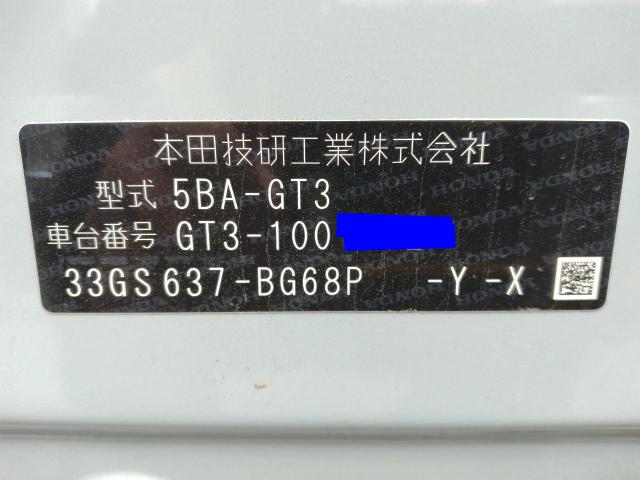 本田技研工業株式会社
型式 5BA-GT3
車台番号 GT3-100
33GS637-BG68P -Y-X